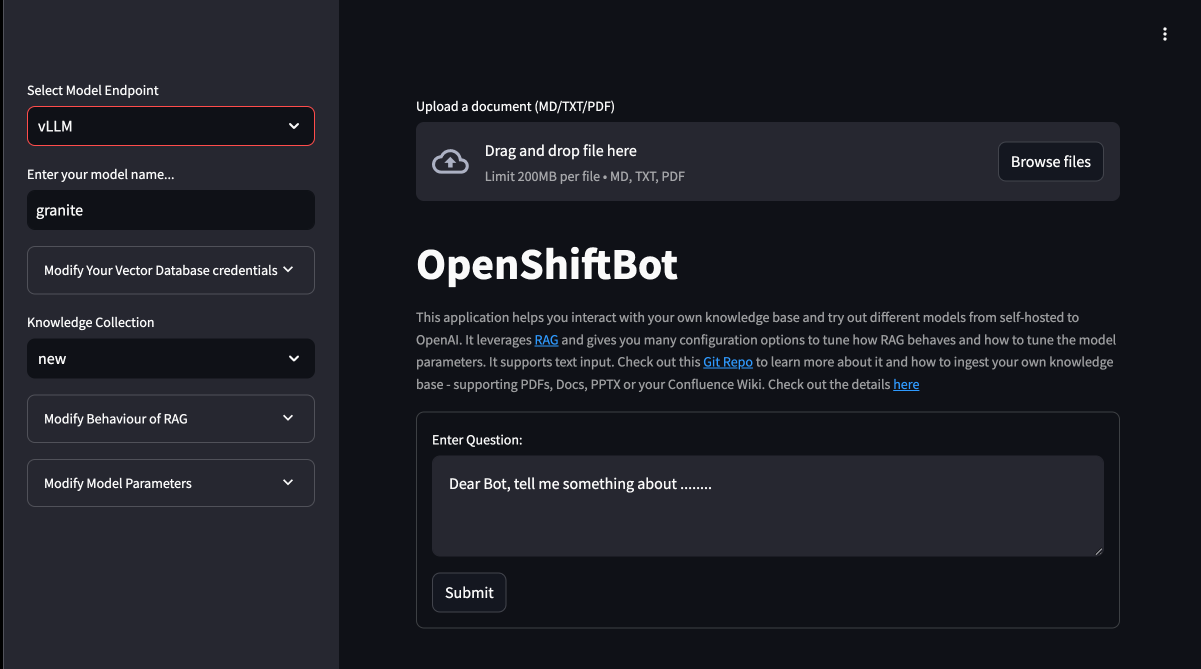 Select Model Endpoint
vLLM
Enter your model name...
granite
Modify Your Vector Database credentials
Knowledge Collection
new
Modify Behaviour of RAG
Modify Model Parameters
Upload a document (MD/TXT/PDF)
Drag and drop file here
Limit 200MB per file • MD, TXT, PDF
Browse files
OpenShiftBot
This application helps you interact with your own knowledge base and try out different models from self-hosted to
OpenAI. It leverages RAG and gives you many configuration options to tune how RAG behaves and how to tune the model
parameters. It supports text input. Check out this Git Repo to learn more about it and how to ingest your own knowledge
base - supporting PDFs, Docs, PPTX or your Confluence Wiki. Check out the details here
Enter Question:
Dear Bot, tell me something about ........
Submit